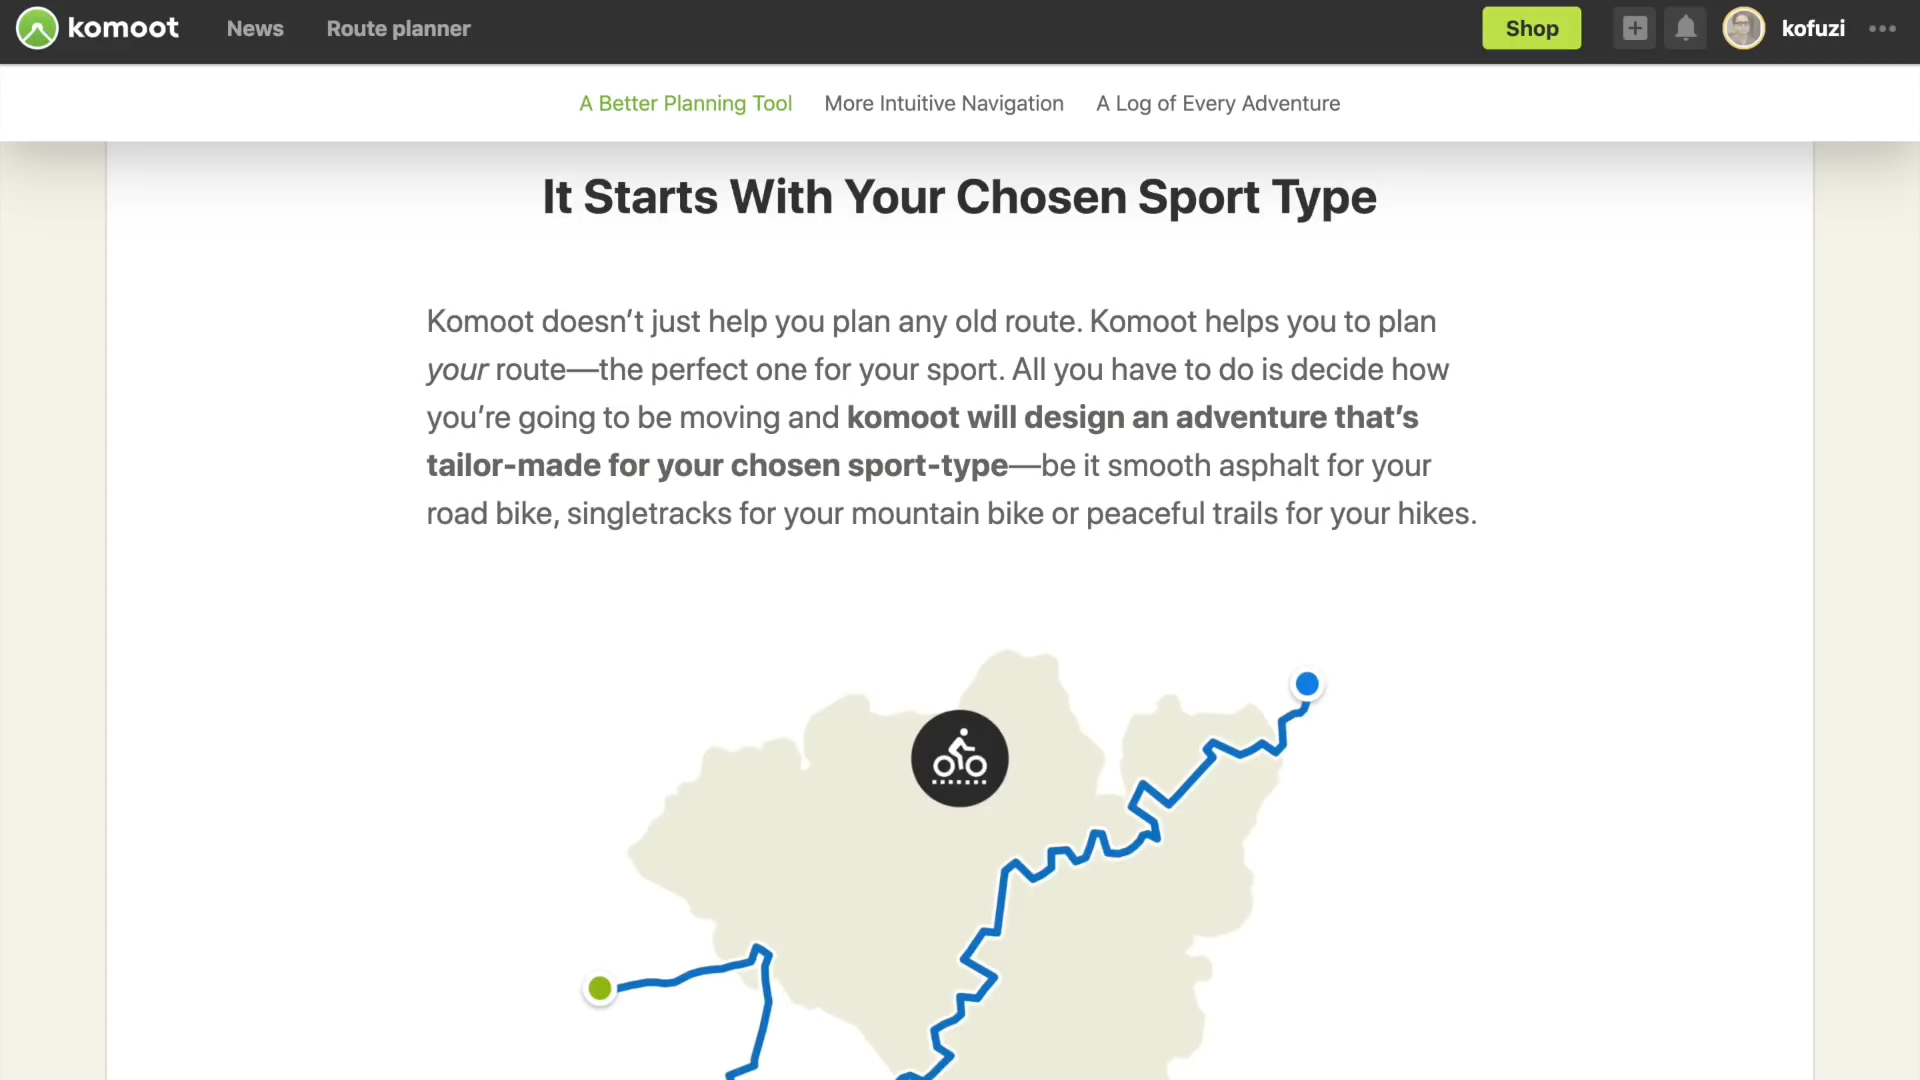 komoot News Route planner Shop kofuzi
A Better Planning Tool More Intuitive Navigation A Log of Every Adventure
It Starts With Your Chosen Sport Type
Komoot doesn’t just help you plan any old route. Komoot helps you to plan
your route—the perfect one for your sport. All you have to do is decide how
you’re going to be moving and komoot will design an adventure that’s
tailor-made for your chosen sport-type—be it smooth asphalt for your
road bike, singletracks for your mountain bike or peaceful trails for your hikes.